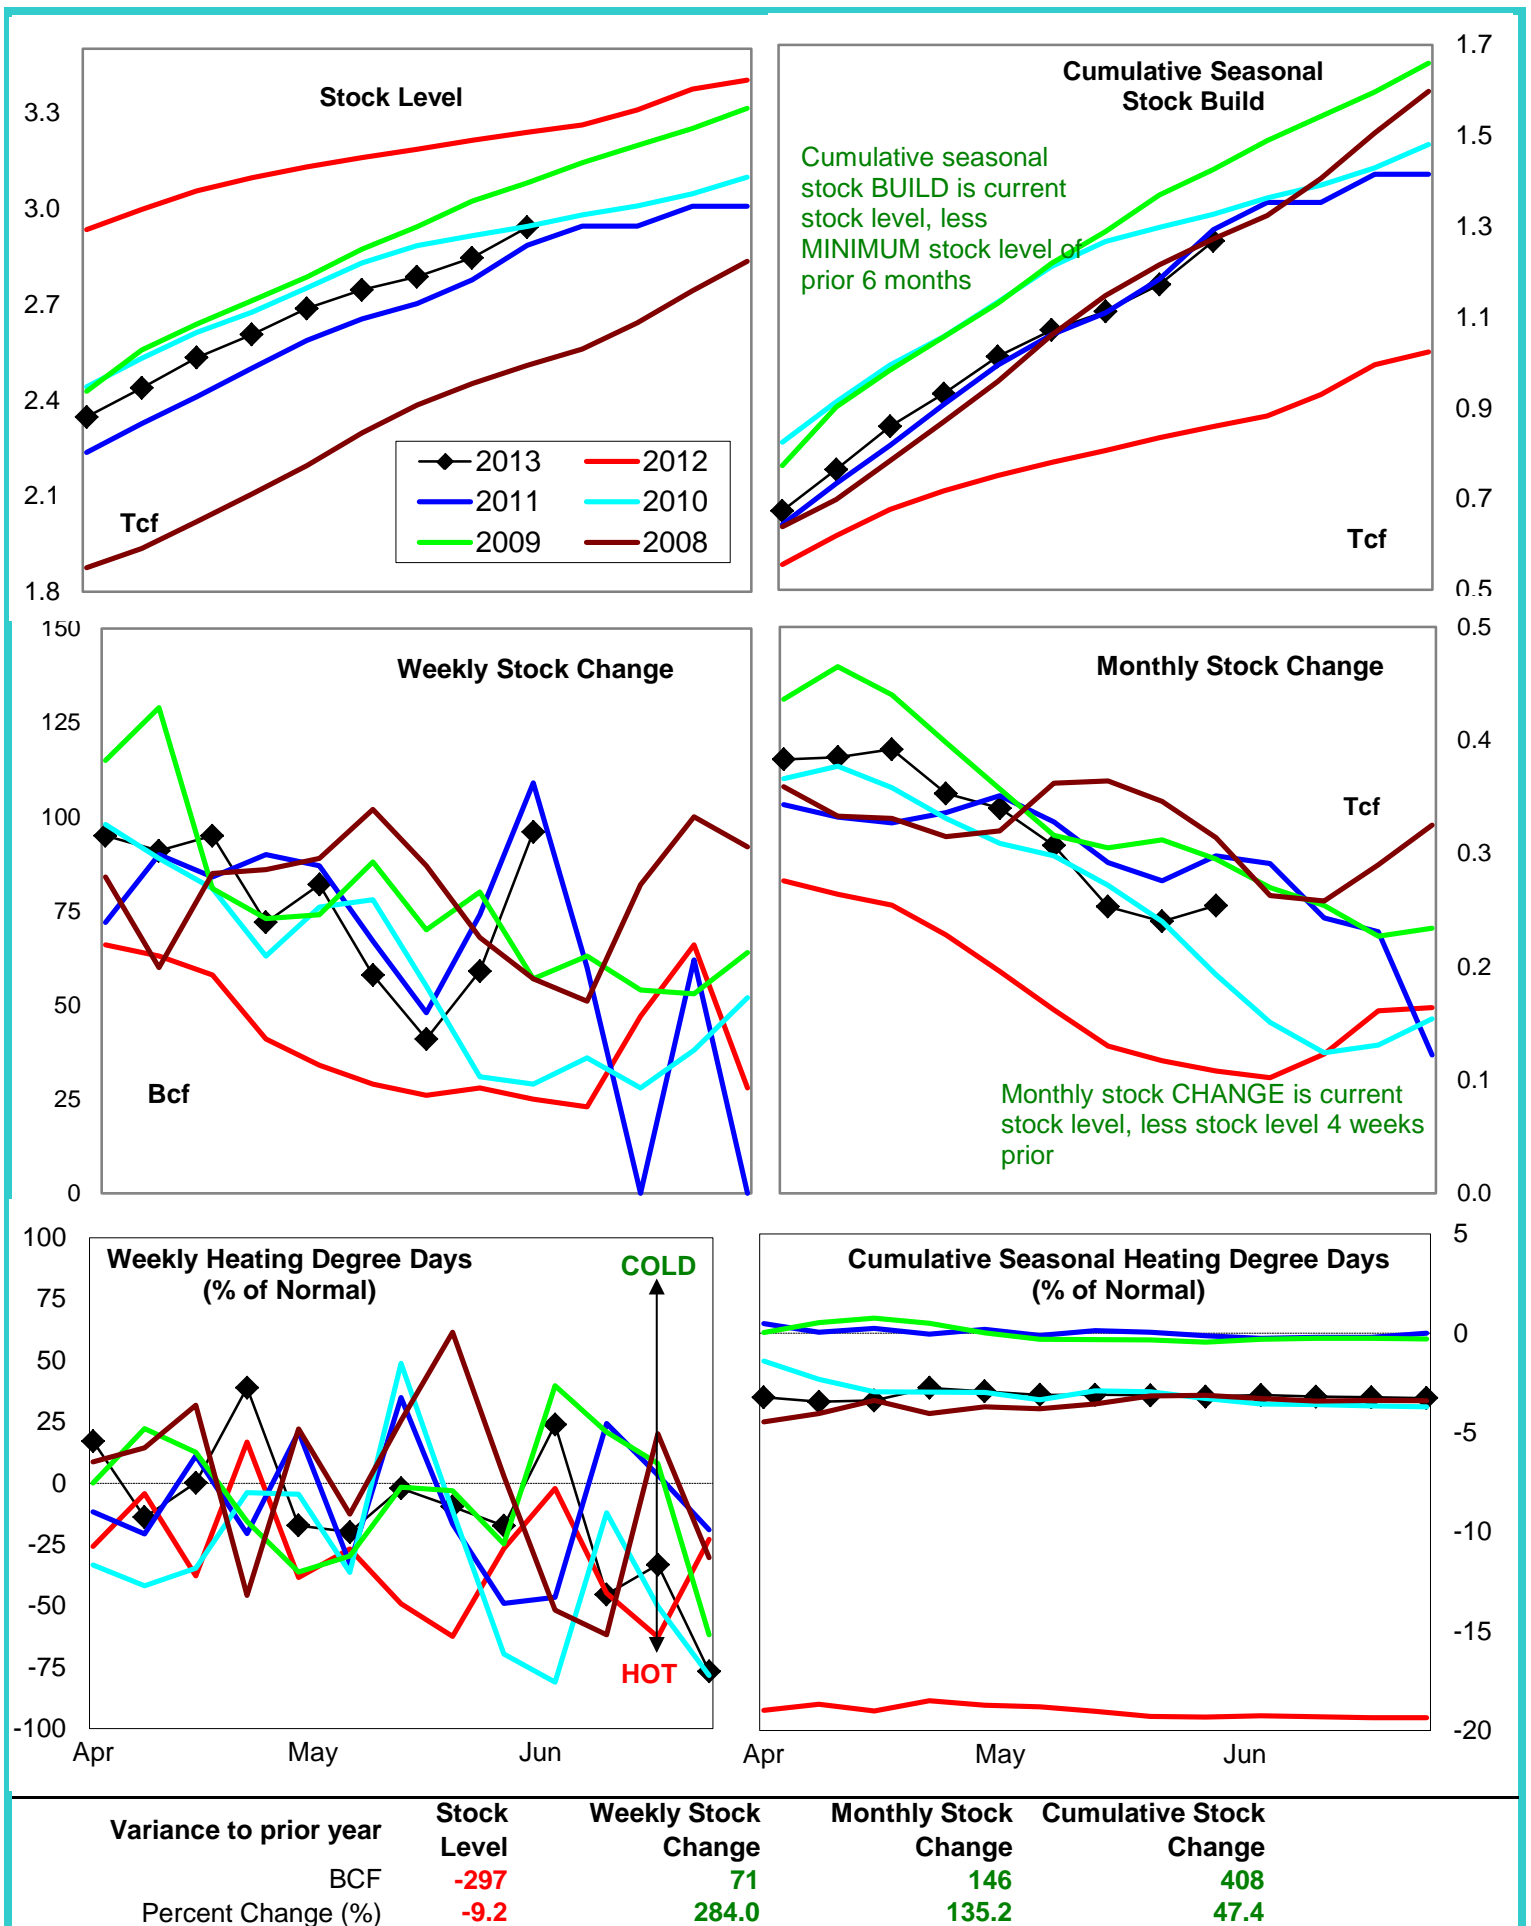 Stock Level
3.3
3.0
2.7
2.4
2.1
1.8
Tcf
2013
2012
2011
2010
2009
2008
Cumulative Seasonal
Stock Build
Cumulative seasonal
stock BUILD is current
stock level, less
MINIMUM stock level of
prior 6 months
Tcf
1.7
1.5
1.3
1.1
0.9
0.7
0.5
Weekly Stock Change
150
125
100
75
50
25
0
Bcf
Monthly Stock Change
Tcf
Monthly stock CHANGE is current
stock level, less stock level 4 weeks
prior
0.5
0.4
0.3
0.2
0.1
0.0
Weekly Heating Degree Days
(% of Normal)
COLD
HOT
100
75
50
25
0
-25
-50
-75
-100
Apr May Jun
Cumulative Seasonal Heating Degree Days
(% of Normal)
5
0
-5
-10
-15
-20
Apr May Jun
Variance to prior year
Stock
Level
Weekly Stock
Change
Monthly Stock
Change
Cumulative Stock
Change
BCF -297 71 146 408
Percent Change (%) -9.2 284.0 135.2 47.4